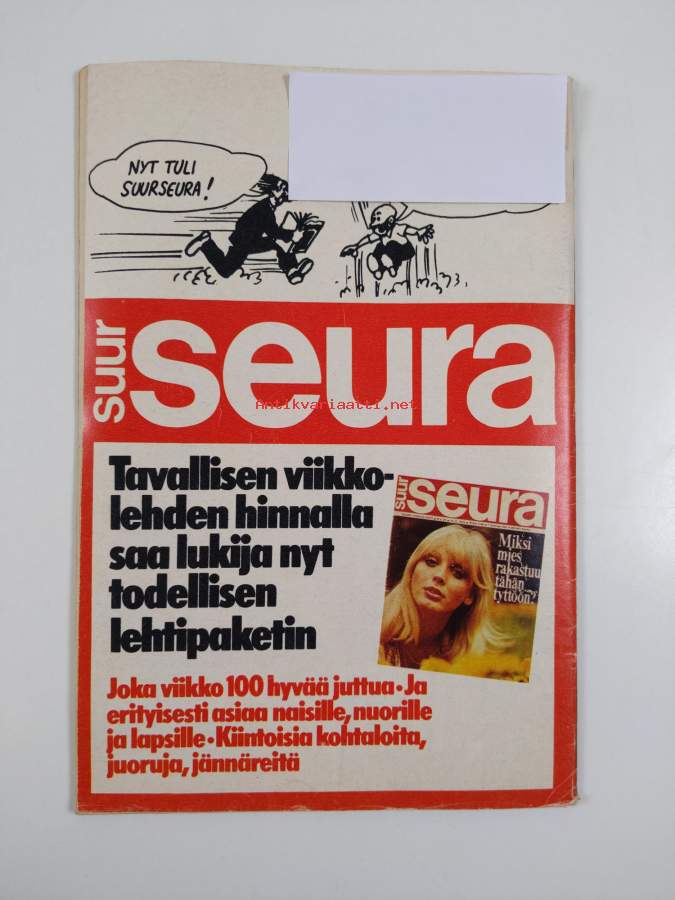 NYT TULI
SUURSEURA!
suur seura
Antikvariaatti.net
Tavallisen viikko-
lehden hinnalla
saa lukija nyt
todellisen
lehtipaketin
suur seura
Miksi
mies
rakastuu
tähän
tyttöön?
Joka viikko 100 hyvää juttua•Ja
erityisesti asiaa naisille, nuorille
ja lapsille•Kiintoisia kohtaloita,
juoruja, jännäreitä